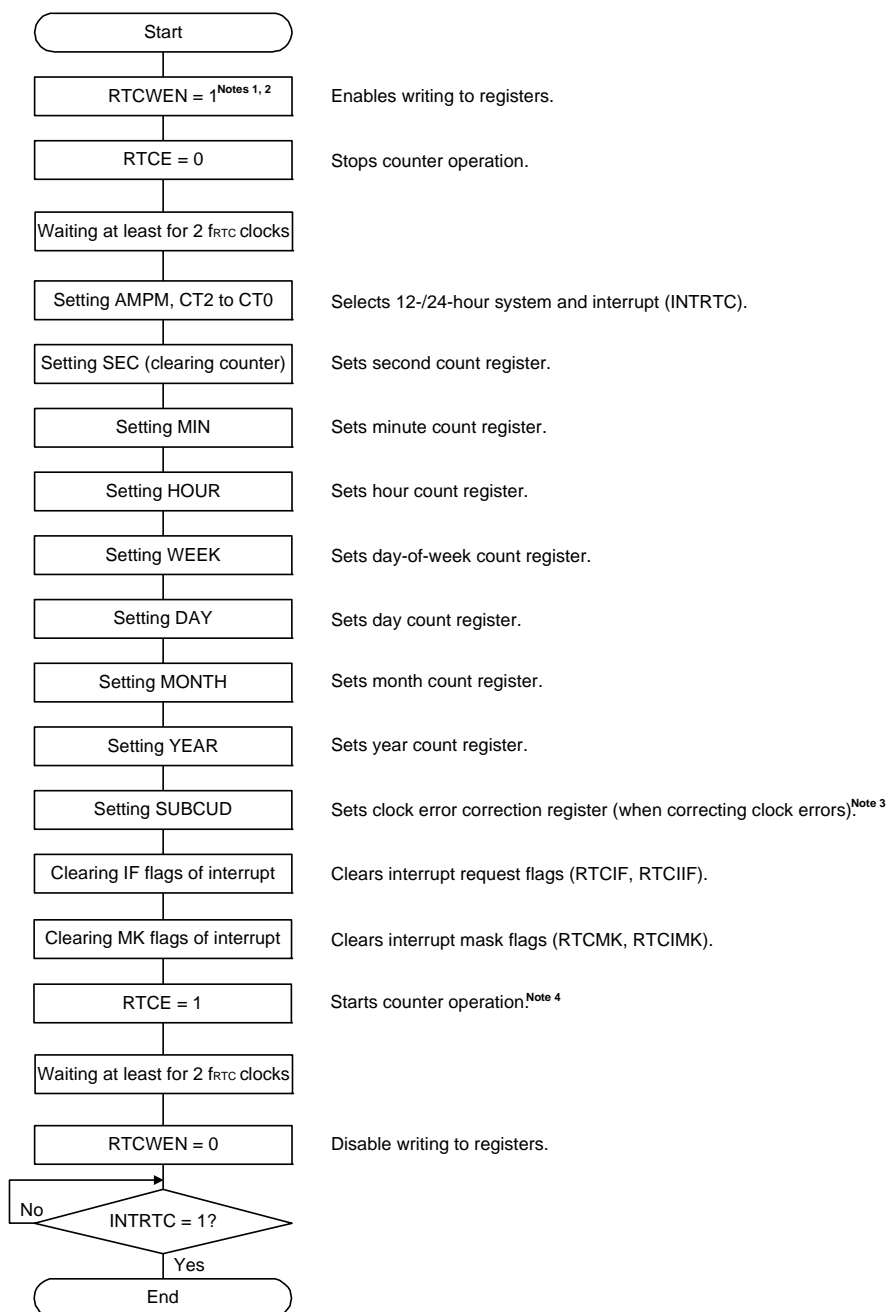 Start
RTCWEN = 1Notes 1, 2 Enables writing to registers.
RTCE = 0 Stops counter operation.
Waiting at least for 2 fRTC clocks
Setting AMPM, CT2 to CT0 Selects 12-/24-hour system and interrupt (INTRTC).
Setting SEC (clearing counter) Sets second count register.
Setting MIN Sets minute count register.
Setting HOUR Sets hour count register.
Setting WEEK Sets day-of-week count register.
Setting DAY Sets day count register.
Setting MONTH Sets month count register.
Setting YEAR Sets year count register.
Setting SUBCUD Sets clock error correction register (when correcting clock errors).Note 3
Clearing IF flags of interrupt Clears interrupt request flags (RTCIF, RTCIIF).
Clearing MK flags of interrupt Clears interrupt mask flags (RTCMK, RTCIMK).
RTCE = 1 Starts counter operation.Note 4
Waiting at least for 2 fRTC clocks
RTCWEN = 0 Disable writing to registers.
No
INTRTC = 1?
Yes
End